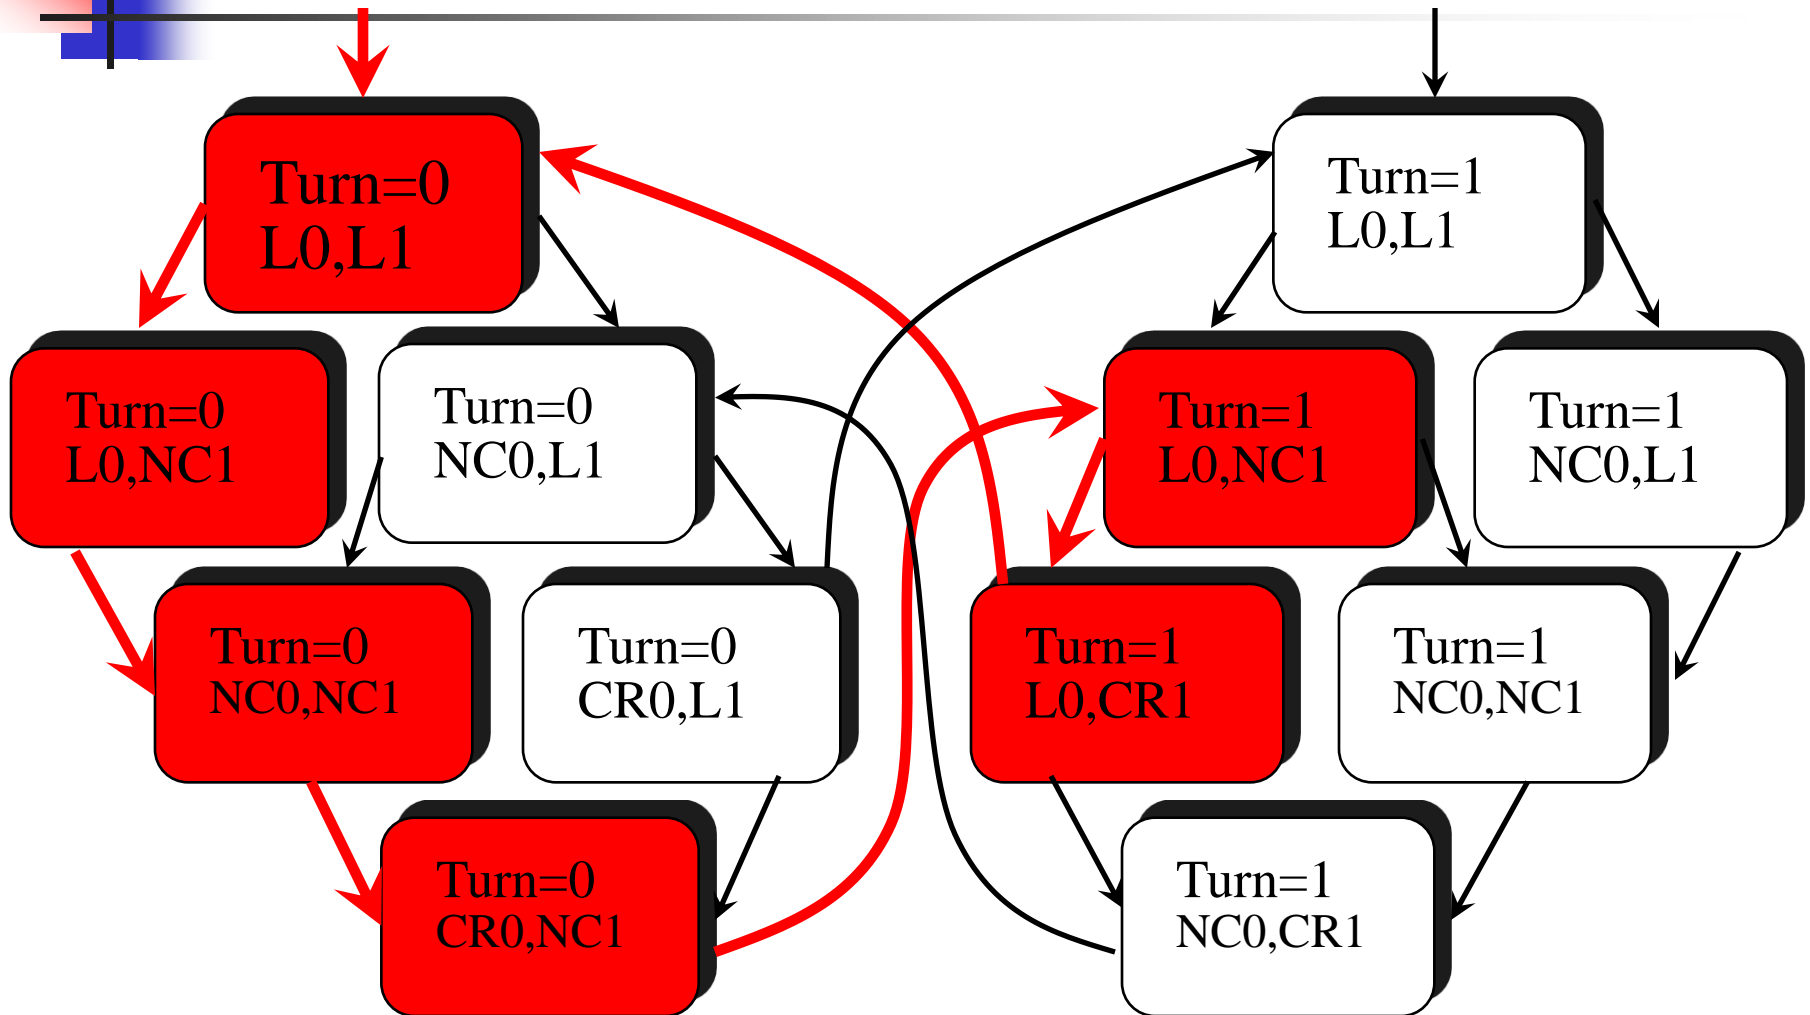 Turn=0
L0,L1
Turn=1
L0,L1
Turn=0
L0,NC1
Turn=0
NC0,L1
Turn=1
L0,NC1
Turn=1
NC0,L1
Turn=0
NC0,NC1
Turn=0
CR0,L1
Turn=1
L0,CR1
Turn=1
NC0,NC1
Turn=0
CR0,NC1
Turn=1
NC0,CR1